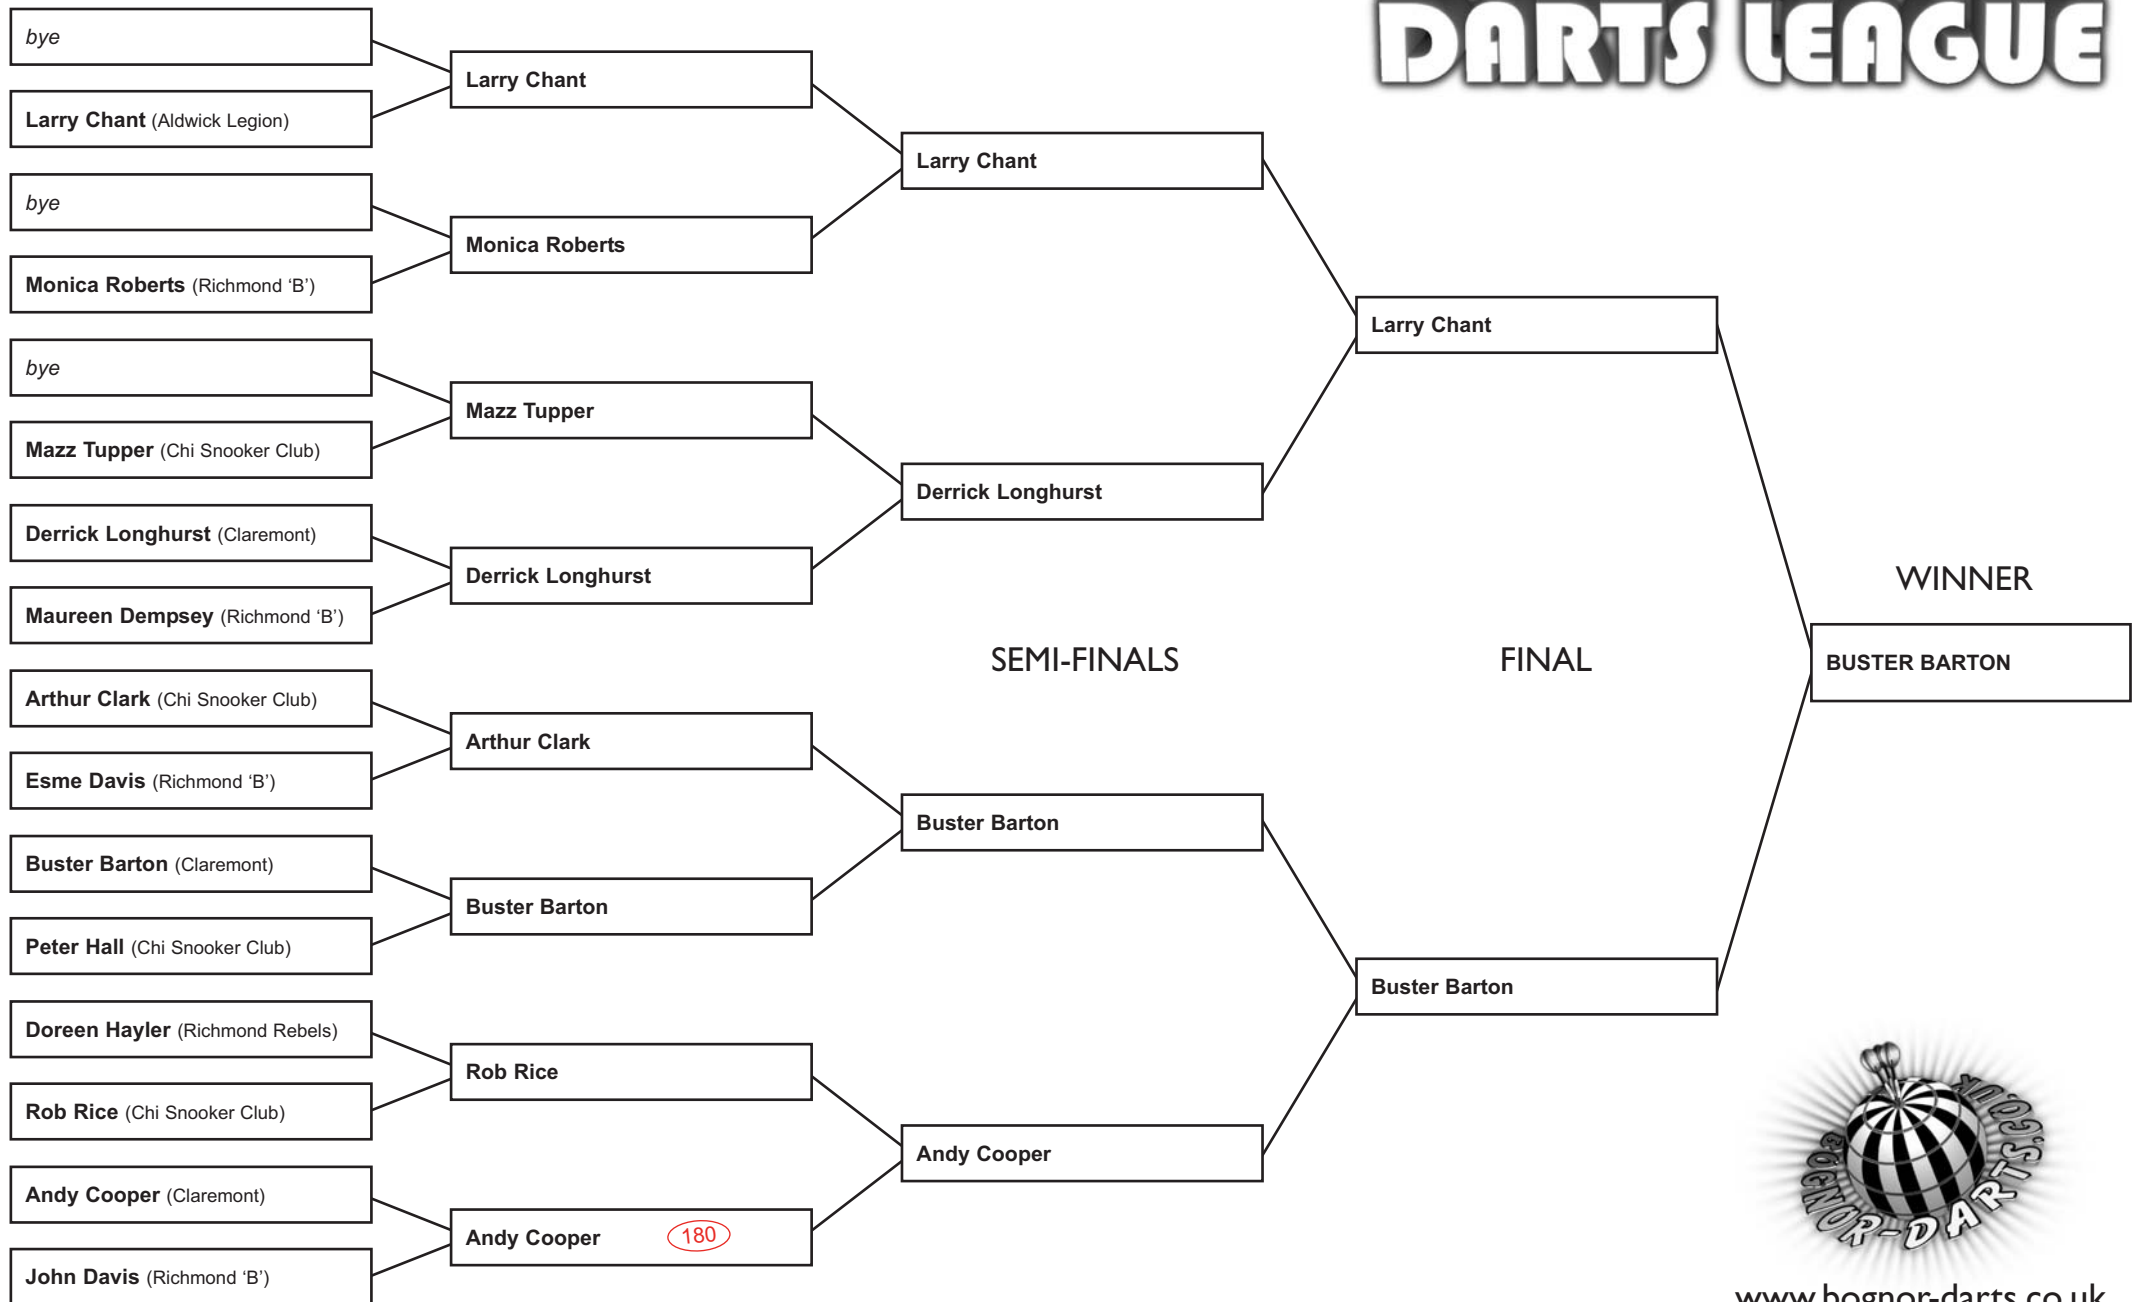 DARTS LEAGUE
bye
Larry Chant (Aldwick Legion)
bye
Monica Roberts (Richmond ‘B’)
bye
Mazz Tupper (Chi Snooker Club)
Derrick Longhurst (Claremont)
Maureen Dempsey (Richmond ‘B’)
Arthur Clark (Chi Snooker Club)
Esme Davis (Richmond ‘B’)
Buster Barton (Claremont)
Peter Hall (Chi Snooker Club)
Doreen Hayler (Richmond Rebels)
Rob Rice (Chi Snooker Club)
Andy Cooper (Claremont)
John Davis (Richmond ‘B’)
Larry Chant
Monica Roberts
Mazz Tupper
Derrick Longhurst
Arthur Clark
Buster Barton
Rob Rice
Andy Cooper 180
Larry Chant
Derrick Longhurst
SEMI-FINALS
Buster Barton
Andy Cooper
Larry Chant
FINAL
Buster Barton
WINNER
BUSTER BARTON
BOGNOR-DARTS.CO.UK
www.bognor-darts.co.uk